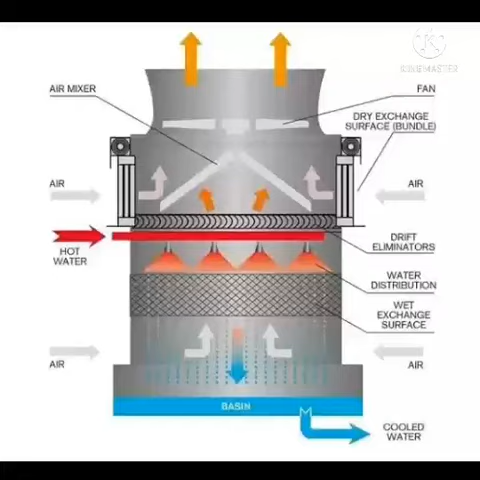 KINEMASTER
AIR MIXER
FAN
DRY EXCHANGE
SURFACE (BUNDLE)
AIR
AIR
HOT
WATER
DRIFT
ELIMINATORS
WATER
DISTRIBUTION
WET
EXCHANGE
SURFACE
AIR
AIR
BASIN
COOLED
WATER